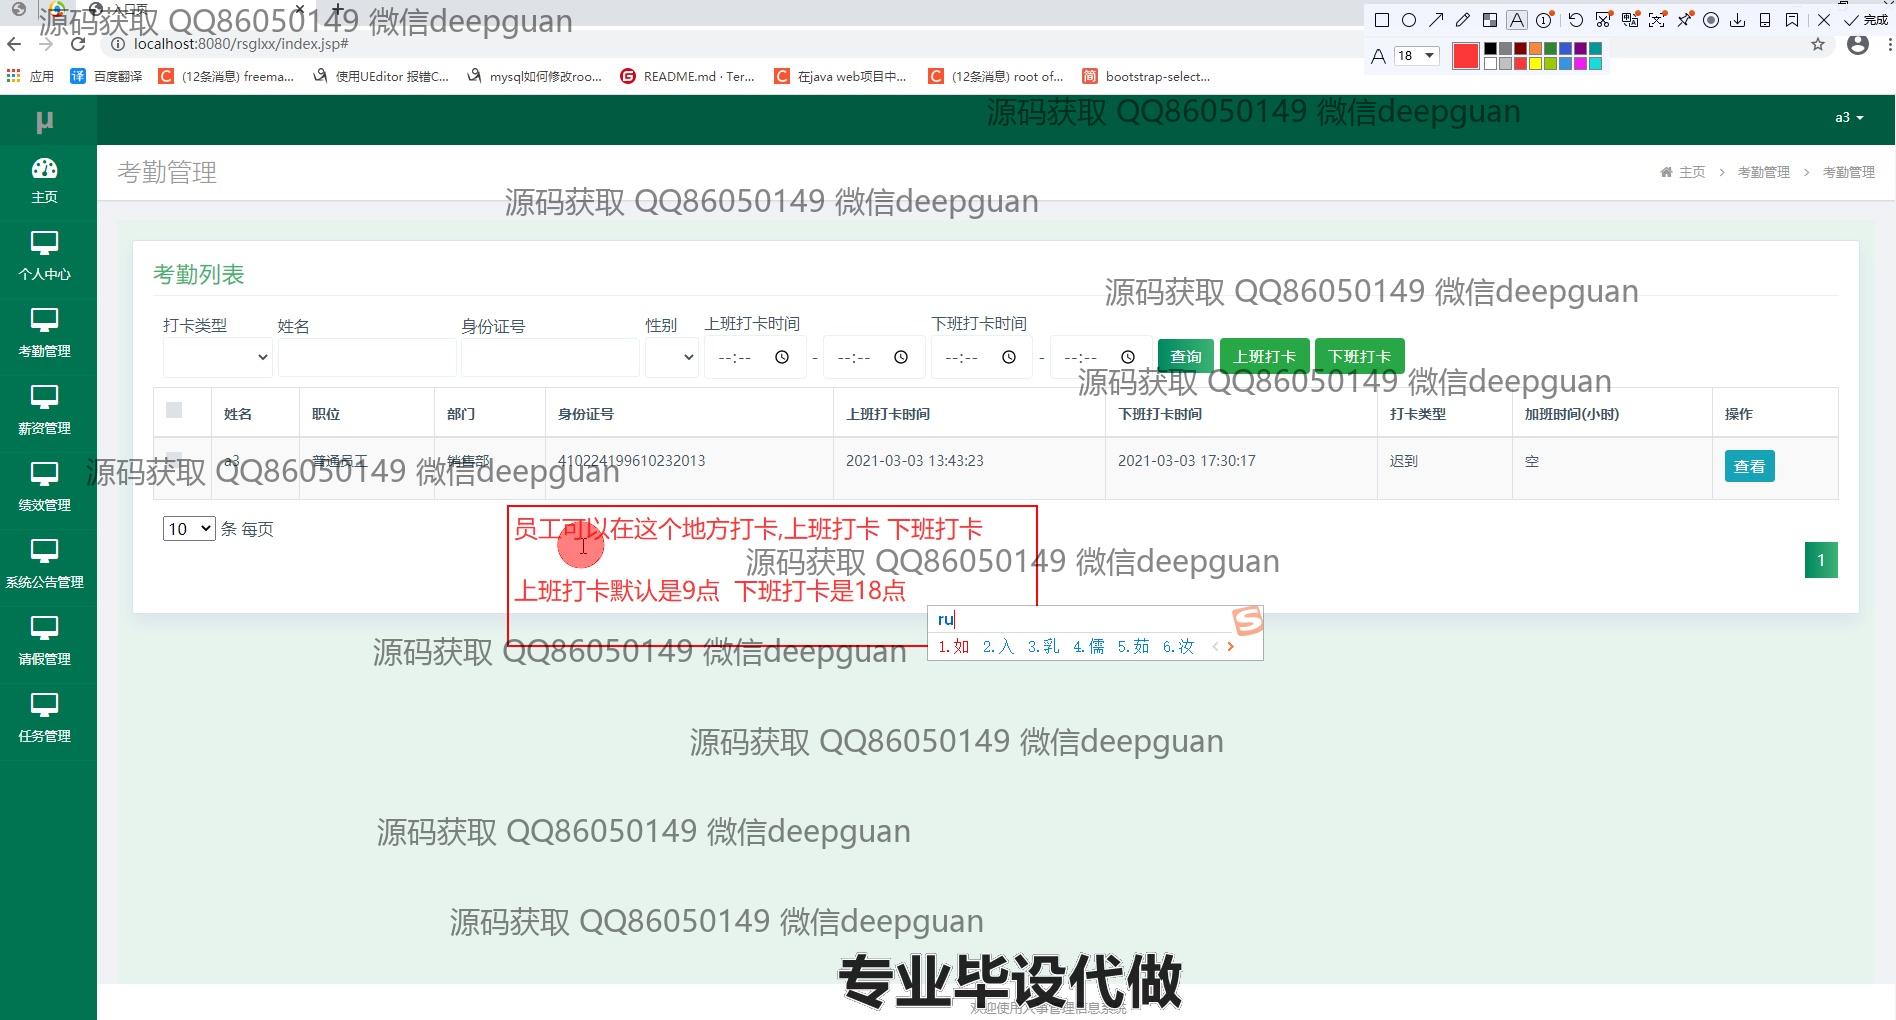 入口页
源码获取 QQ86050149 微信deepguan
完成
localhost:8080/rsglxx/index.jsp#
A 18
应用
译 百度翻译
(12条消息) freema...
使用UEditor 报错C...
mysql如何修改roo...
README.md · Ter...
在java web项目中...
(12条消息) root of...
简 bootstrap-select...
μ
源码获取 QQ86050149 微信deepguan
a3
主页
个人中心
考勤管理
薪资管理
绩效管理
系统公告管理
请假管理
任务管理
考勤管理
主页 > 考勤管理 > 考勤管理
源码获取 QQ86050149 微信deepguan
考勤列表
源码获取 QQ86050149 微信deepguan
打卡类型 姓名 身份证号 性别 上班打卡时间 下班打卡时间
--:-- - --:-- --:-- - --:-- 查询 上班打卡 下班打卡
源码获取 QQ86050149 微信deepguan
姓名 职位 部门 身份证号 上班打卡时间 下班打卡时间 打卡类型 加班时间(小时) 操作
a3 普通员工 销售部 410224199610232013 2021-03-03 13:43:23 2021-03-03 17:30:17 迟到 空 查看
源码获取 QQ86050149 微信deepguan
10 条 每页
员工可以在这个地方打卡,上班打卡 下班打卡
源码获取 QQ86050149 微信deepguan
1
上班打卡默认是9点 下班打卡是18点
ru
1.如 2.入 3.乳 4.儒 5.茹 6.汝
S
源码获取 QQ86050149 微信deepguan
源码获取 QQ86050149 微信deepguan
源码获取 QQ86050149 微信deepguan
源码获取 QQ86050149 微信deepguan
专业毕设代做
欢迎使用人事管理信息系统